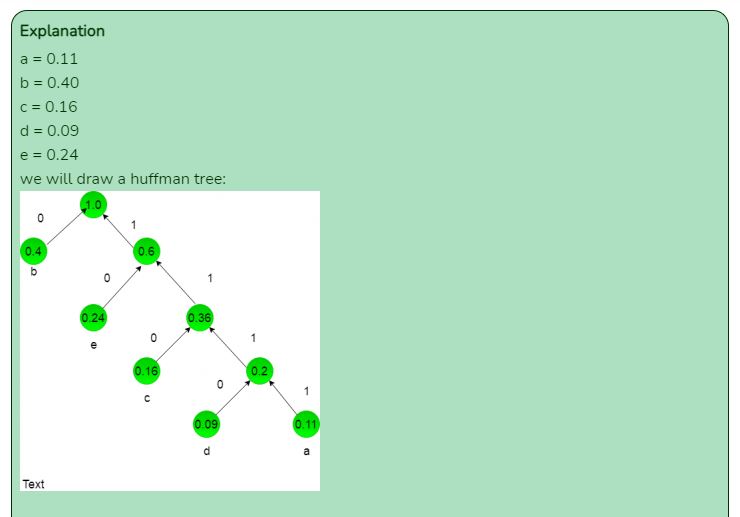 Explanation
a = 0.11
b = 0.40
c = 0.16
d = 0.09
e = 0.24
we will draw a huffman tree:
1.0
0
1
0.4
0.6
b
0
1
0.24
0.36
e
0
1
0.16
0.2
c
0
1
0.09
0.11
d
a
Text